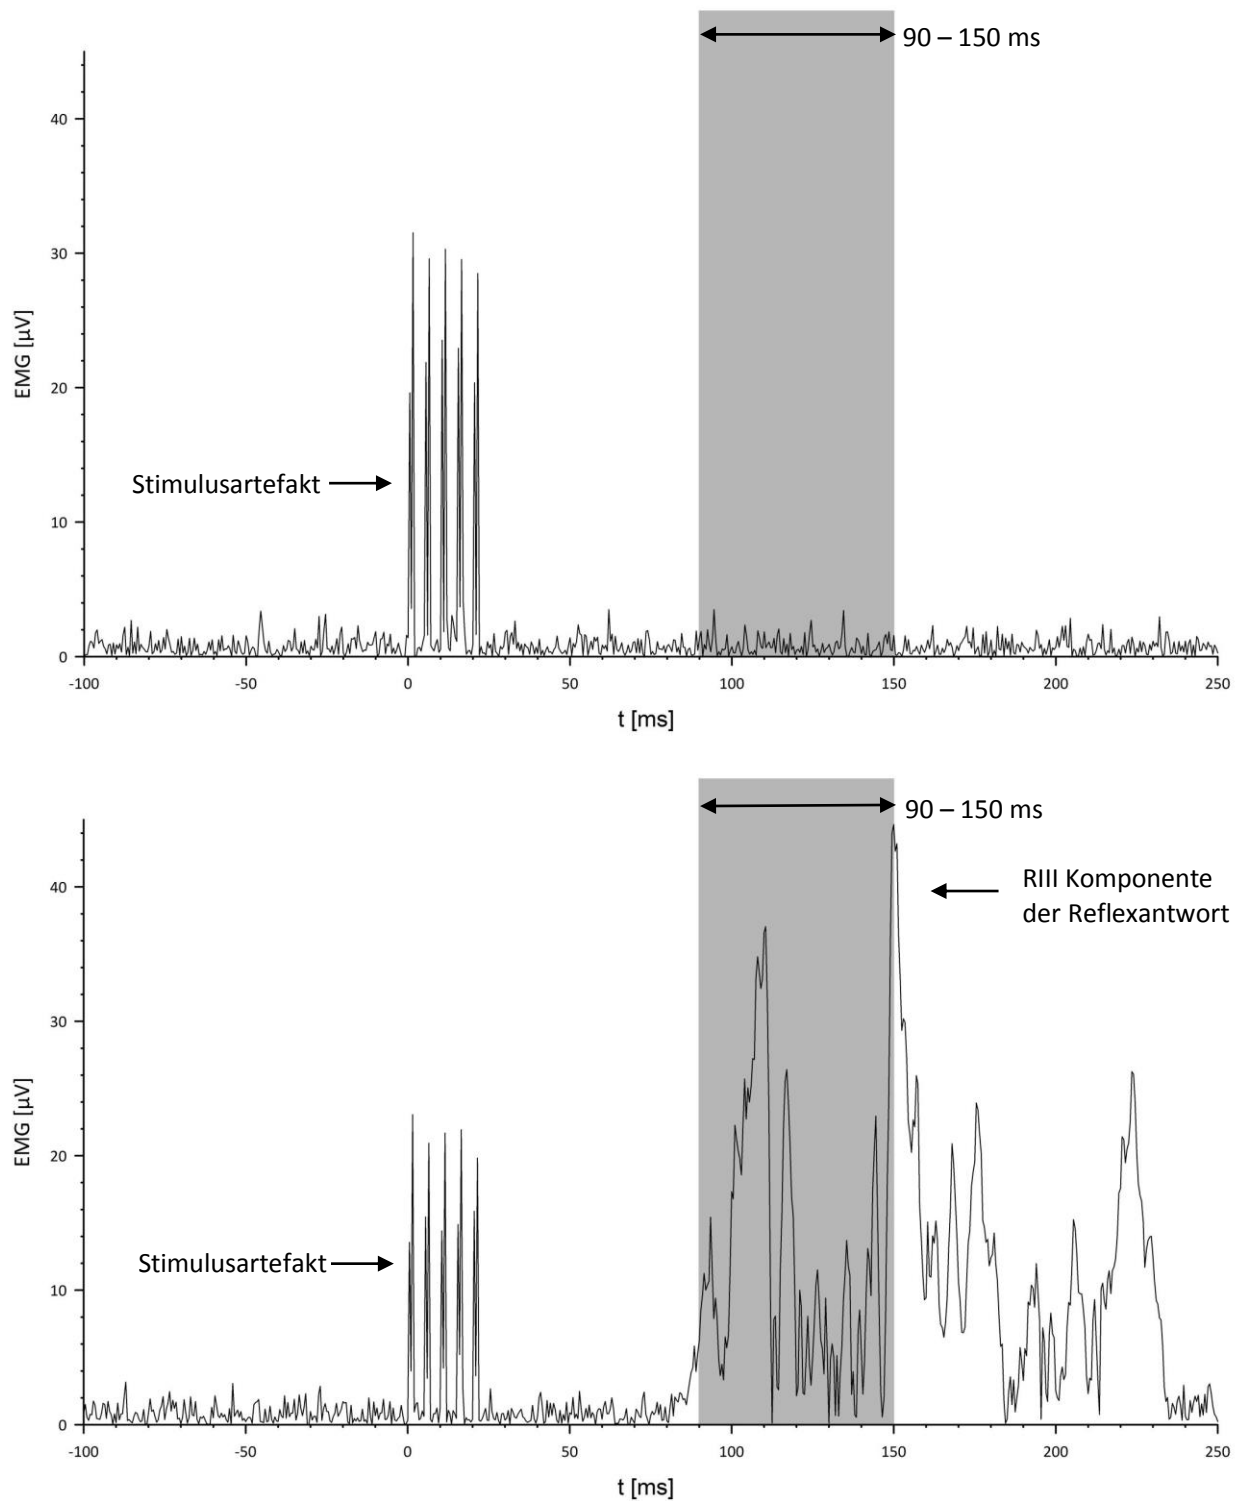 90 – 150 ms
40
30
EMG [µV]
20
Stimulusartefakt
10
0
-100 -50 0 50 100 150 200 250
t [ms]
90 – 150 ms
40
RIII Komponente
der Reflexantwort
30
EMG [µV]
20
Stimulusartefakt
10
0
-100 -50 0 50 100 150 200 250
t [ms]